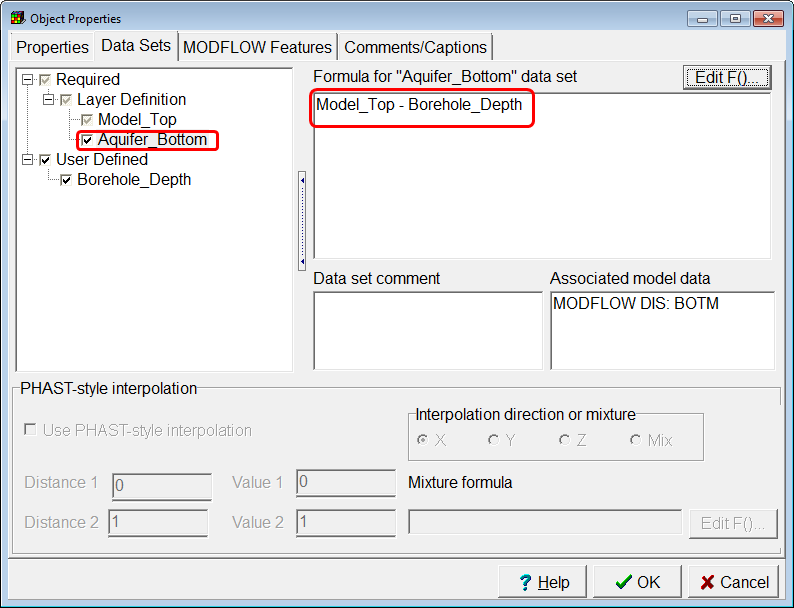 Object Properties
Properties Data Sets MODFLOW Features Comments/Captions
Required
Layer Definition
Model_Top
Aquifer_Bottom
User Defined
Borehole_Depth
Formula for "Aquifer_Bottom" data set
Edit F()...
Model_Top - Borehole_Depth
Data set comment
Associated model data
MODFLOW DIS: BOTM
PHAST-style interpolation
Use PHAST-style interpolation
Interpolation direction or mixture
X Y Z Mix
Distance 1 0 Value 1 0
Mixture formula
Distance 2 1 Value 2 1
Edit F()...
? Help OK Cancel